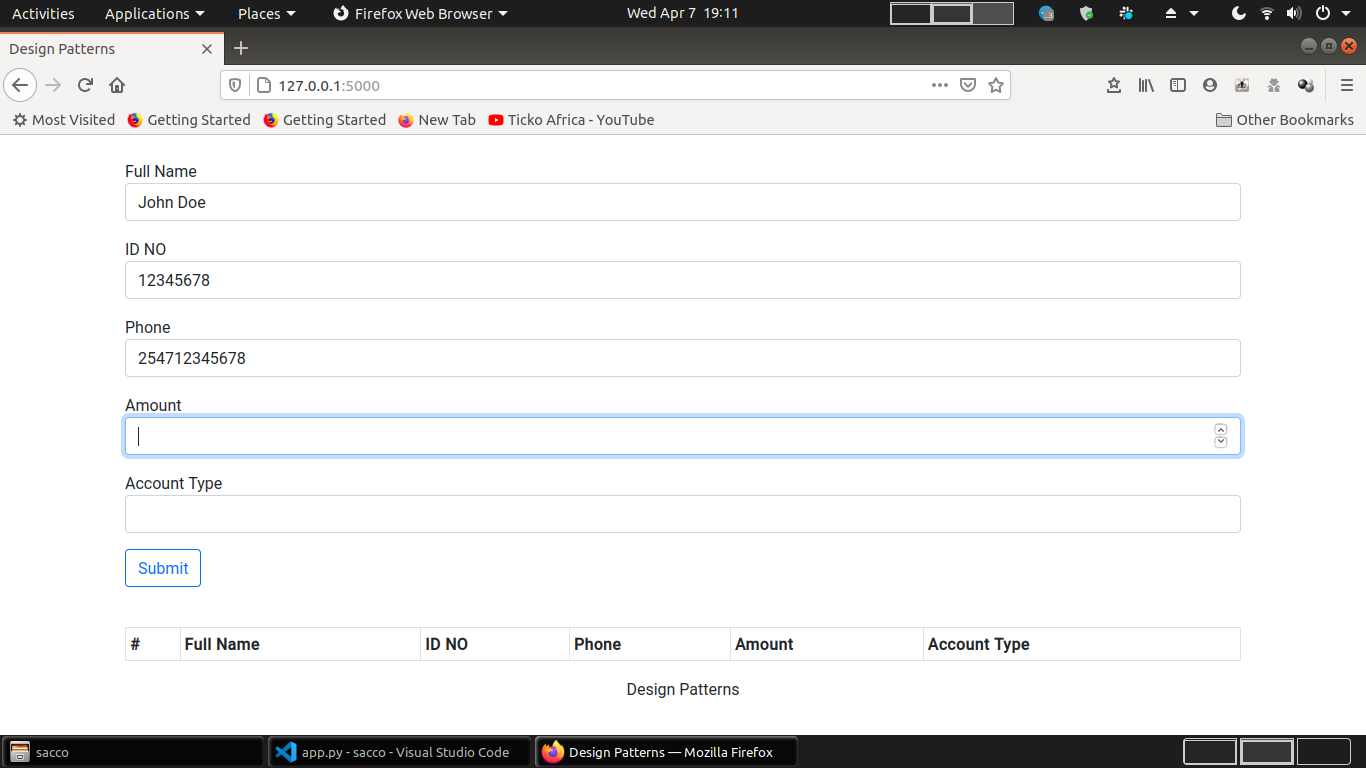 Activities Applications Places Firefox Web Browser Wed Apr 7 19:11
Design Patterns
127.0.0.1:5000
Most Visited Getting Started Getting Started New Tab Ticko Africa - YouTube Other Bookmarks
Full Name
John Doe
ID NO
12345678
Phone
254712345678
Amount
Account Type
Submit
# Full Name ID NO Phone Amount Account Type
Design Patterns
sacco app.py - sacco - Visual Studio Code Design Patterns — Mozilla Firefox